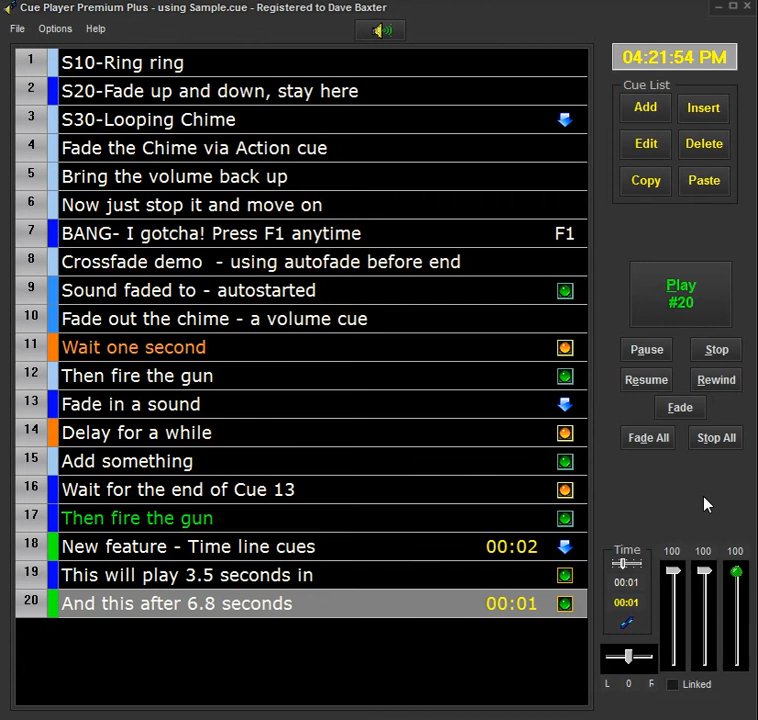 Cue Player Premium Plus - using Sample.cue - Registered to Dave Baxter
File Options Help
1 S10-Ring ring
2 S20-Fade up and down, stay here
3 S30-Looping Chime
4 Fade the Chime via Action cue
5 Bring the volume back up
6 Now just stop it and move on
7 BANG- I gotcha! Press F1 anytime F1
8 Crossfade demo - using autofade before end
9 Sound faded to - autostarted
10 Fade out the chime - a volume cue
11 Wait one second
12 Then fire the gun
13 Fade in a sound
14 Delay for a while
15 Add something
16 Wait for the end of Cue 13
17 Then fire the gun
18 New feature - Time line cues 00:02
19 This will play 3.5 seconds in
20 And this after 6.8 seconds 00:01
04:21:54 PM
Cue List
Add Insert
Edit Delete
Copy Paste
Play
#20
Pause Stop
Resume Rewind
Fade
Fade All Stop All
Time 100 100 100
00:01
00:01
L 0 R Linked